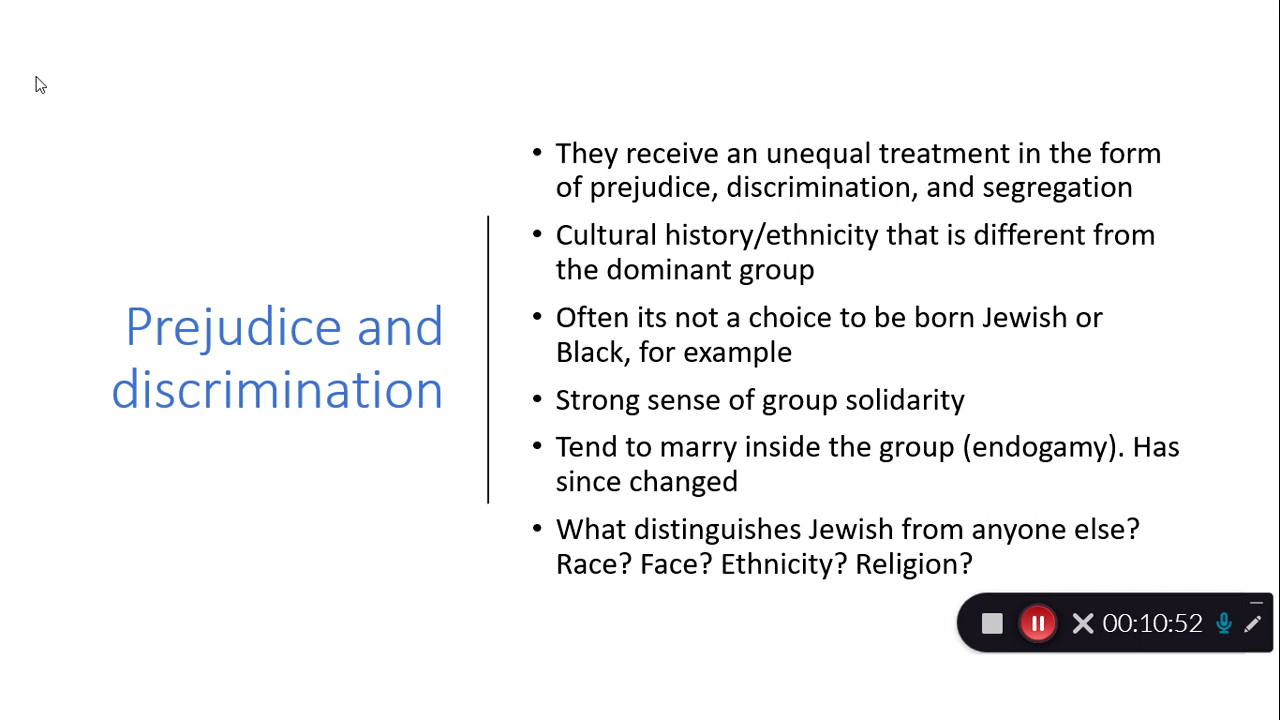 Prejudice and
discrimination
• They receive an unequal treatment in the form
of prejudice, discrimination, and segregation
• Cultural history/ethnicity that is different from
the dominant group
• Often its not a choice to be born Jewish or
Black, for example
• Strong sense of group solidarity
• Tend to marry inside the group (endogamy). Has
since changed
• What distinguishes Jewish from anyone else?
Race? Face? Ethnicity? Religion?
00:10:52